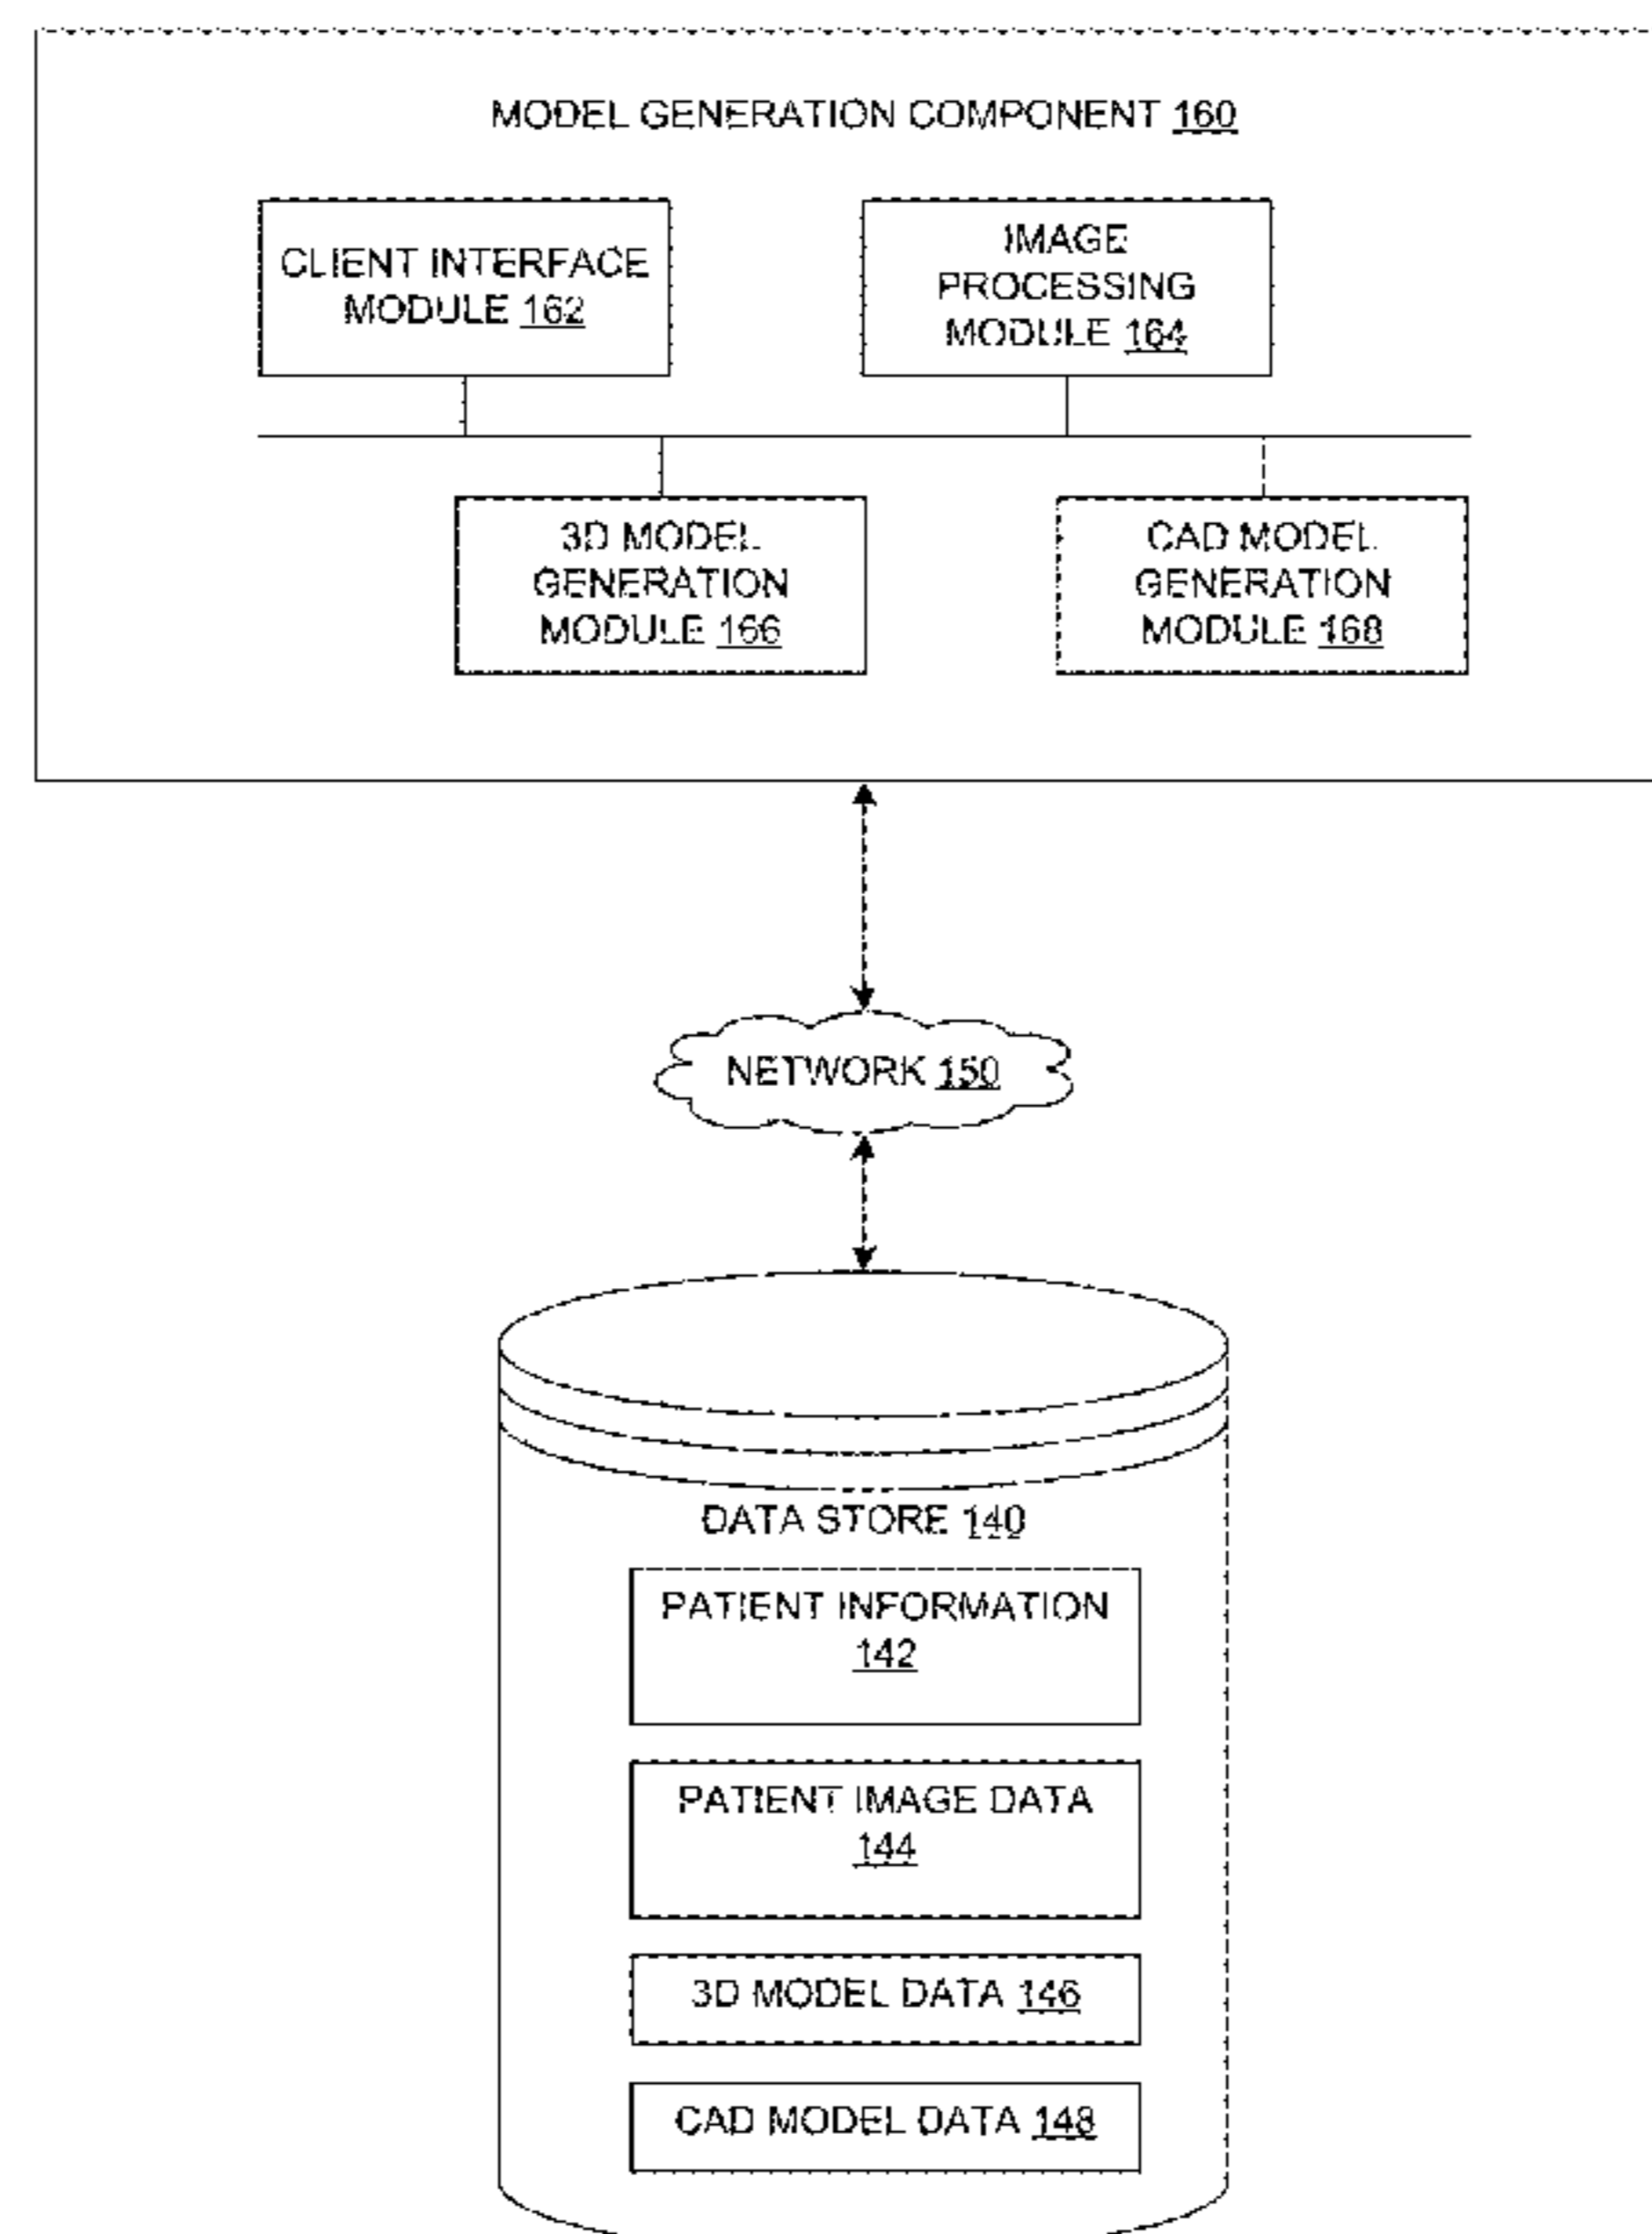 MODEL GENERATION COMPONENT 160
CLIENT INTERFACE
MODULE 162
IMAGE
PROCESSING
MODULE 164
3D MODEL
GENERATION
MODULE 166
CAD MODEL
GENERATION
MODULE 168
NETWORK 150
DATA STORE 140
PATIENT INFORMATION
142
PATIENT IMAGE DATA
144
3D MODEL DATA 146
CAD MODEL DATA 148